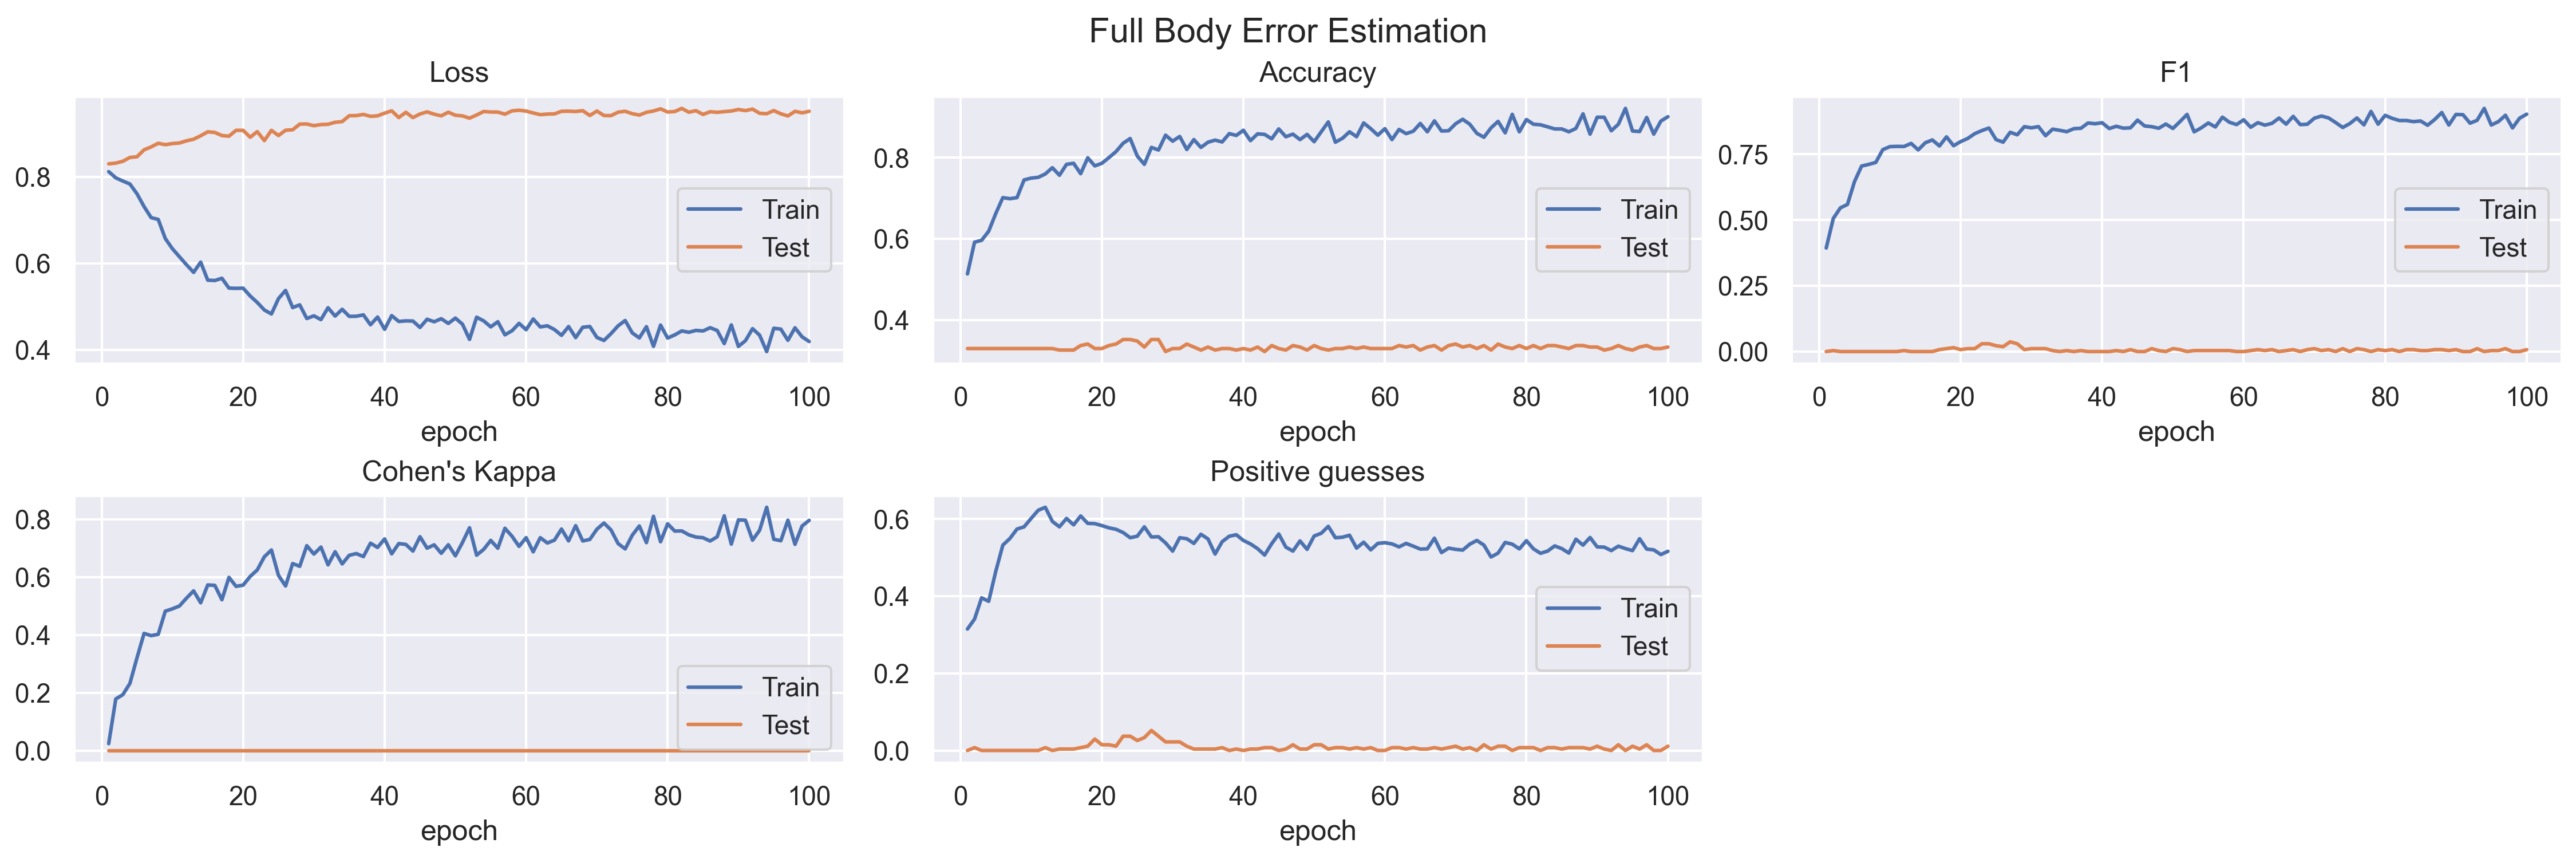 Full Body Error Estimation
Loss
0.8
0.6
0.4
Train
Test
0 20 40 60 80 100
epoch
Accuracy
0.8
0.6
0.4
Train
Test
0 20 40 60 80 100
epoch
F1
0.75
0.50
0.25
0.00
Train
Test
0 20 40 60 80 100
epoch
Cohen's Kappa
0.8
0.6
0.4
0.2
0.0
Train
Test
0 20 40 60 80 100
epoch
Positive guesses
0.6
0.4
0.2
0.0
Train
Test
0 20 40 60 80 100
epoch